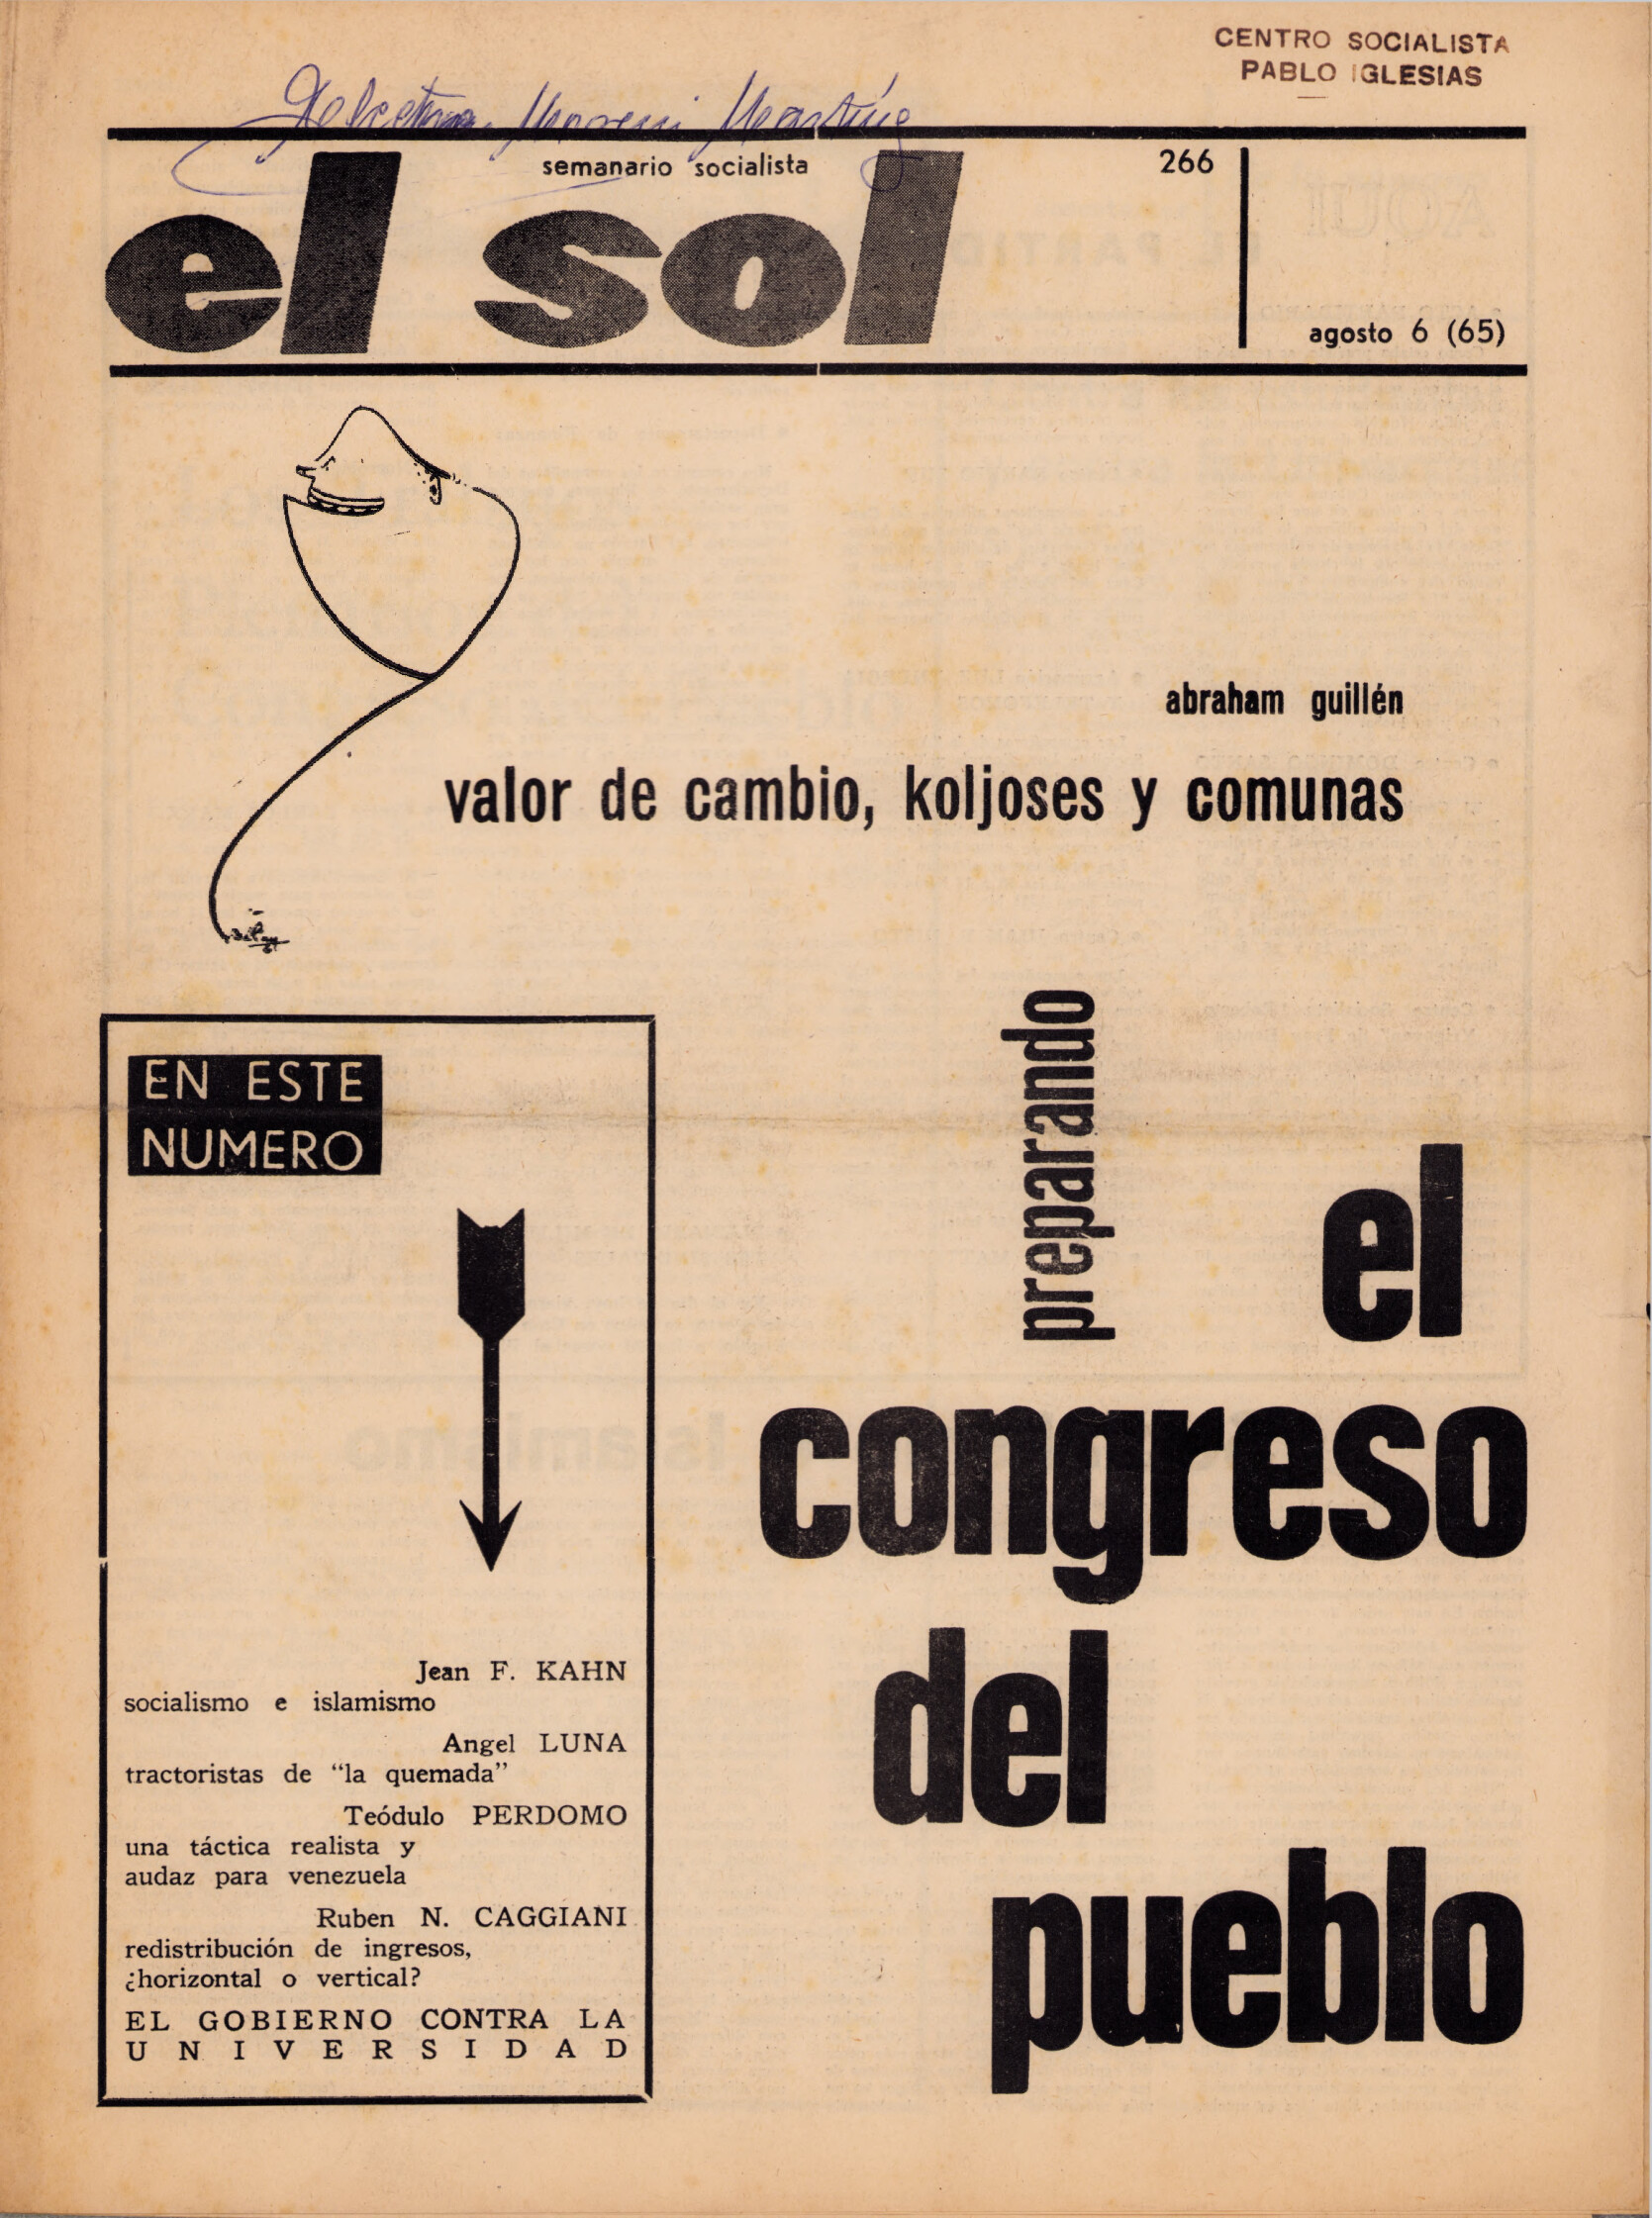 CENTRO SOCIALISTA
PABLO IGLESIAS
semanario socialista
266
el sol
agosto 6 (65)
abraham guillén
valor de cambio, koljoses y comunas
preparando
el
congreso
del
pueblo
EN ESTE
NUMERO
Jean F. KAHN
socialismo e islamismo
Angel LUNA
tractoristas de “la quemada”
Teódulo PERDOMO
una táctica realista y
audaz para venezuela
Ruben N. CAGGIANI
redistribución de ingresos,
¿horizontal o vertical?
EL GOBIERNO CONTRA LA
UNIVERSIDAD